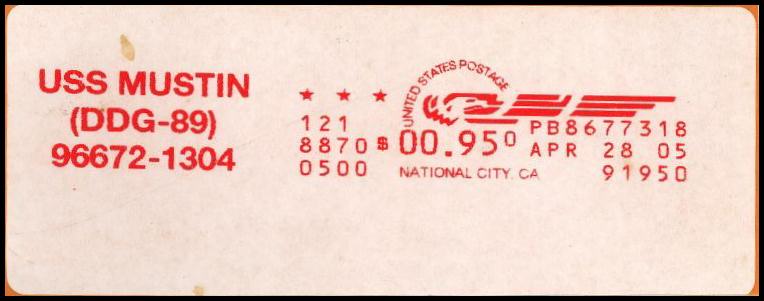 USS MUSTIN
(DDG-89)
96672-1304
UNITED STATES POSTAGE
121
8870
0500
$ 00.95⁰
NATIONAL CITY, CA
PB8677318
APR 28 05
91950